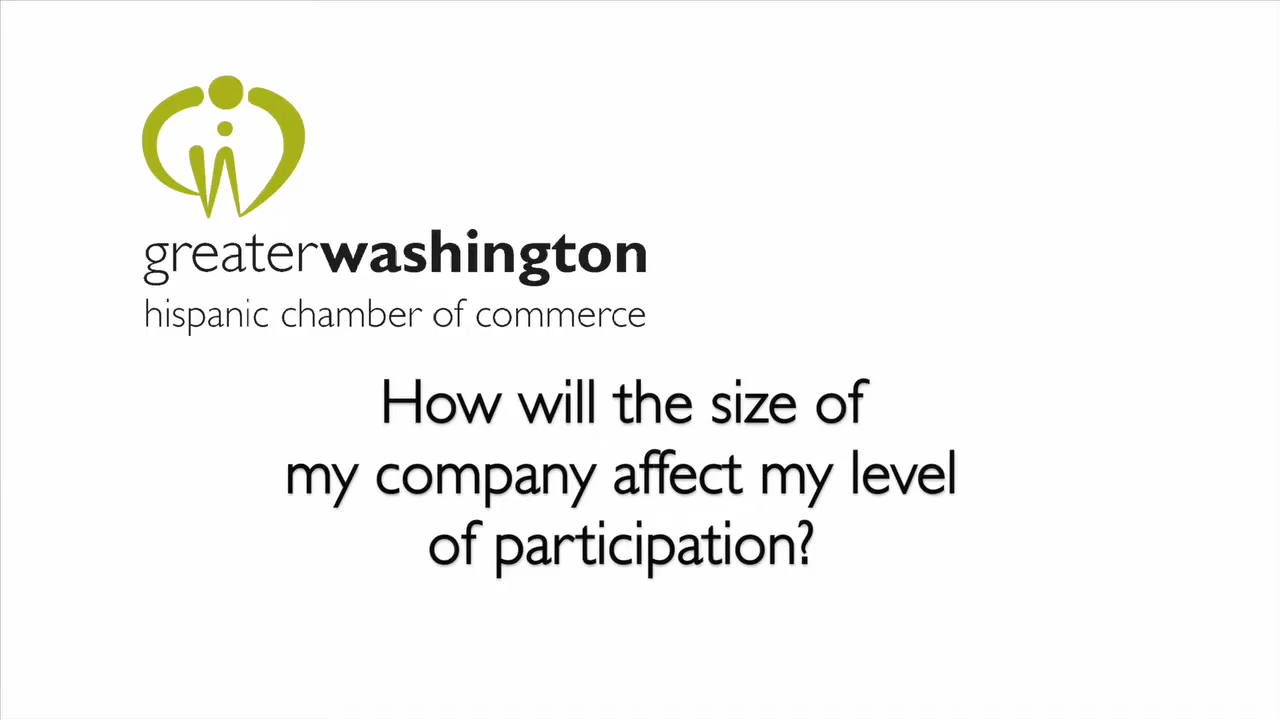 greaterwashington
hispanic chamber of commerce
How will the size of
my company affect my level
of participation?